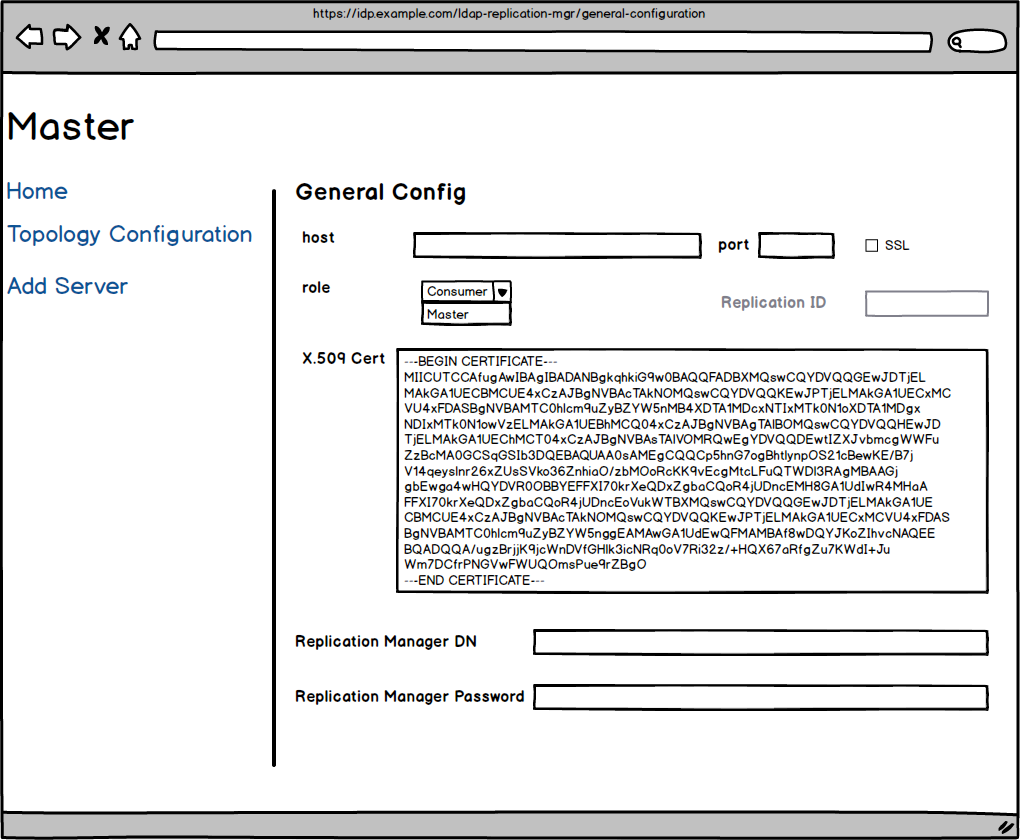 https://idp.example.com/ldap-replication-mgr/general-configuration
Master
Home
Topology Configuration
Add Server
General Config
host
port
SSL
role
Consumer
Master
Replication ID
X.509 Cert
---BEGIN CERTIFICATE---
MIICUTCCAfugAwIBAgIBADANBgkqhkiG9w0BAQQFADBXMQswCQYDVQQGEwJDTjEL
MAkGA1UECBMCUE4xCzAJBgNVBAcTAkNOMQswCQYDVQQKEwJPTjELMAkGA1UECxMC
VU4xFDASBgNVBAMTC0hlcm9uZyBZYW5nMB4XDTA1MDcxNTIxMTk0N1oXDTA1MDgx
NDIxMTk0N1owVzELMAkGA1UEBhMCQ04xCzAJBgNVBAgTAlBOMQswCQYDVQQHEwJD
TjELMAkGA1UEChMCT04xCzAJBgNVBAsTAlVOMRQwEgYDVQQDEwtIZXJvbmcgWWFu
ZzBcMA0GCSqGSIb3DQEBAQUAA0sAMEgCQQCp5hnG7ogBhtlynpOS21cBewKE/B7j
V14qeyslnr26xZUsSVko36ZnhiaO/zbMOoRcKK9vEcgMtcLFuQTWDl3RAgMBAAGj
gbEwga4wHQYDVR0OBBYEFFXI70krXeQDxZgbaCQoR4jUDncEMH8GA1UdIwR4MHaA
FFXI70krXeQDxZgbaCQoR4jUDncEoVukWTBXMQswCQYDVQQGEwJDTjELMAkGA1UE
CBMCUE4xCzAJBgNVBAcTAkNOMQswCQYDVQQKEwJPTjELMAkGA1UECxMCVU4xFDAS
BgNVBAMTC0hlcm9uZyBZYW5nggEAMAwGA1UdEwQFMAMBAf8wDQYJKoZIhvcNAQEE
BQADQQA/ugzBrjjK9jcWnDVfGHlk3icNRq0oV7Ri32z/+HQX67aRfgZu7KWdI+Ju
Wm7DCfrPNGVwFWUQOmsPue9rZBgO
---END CERTIFICATE---
Replication Manager DN
Replication Manager Password